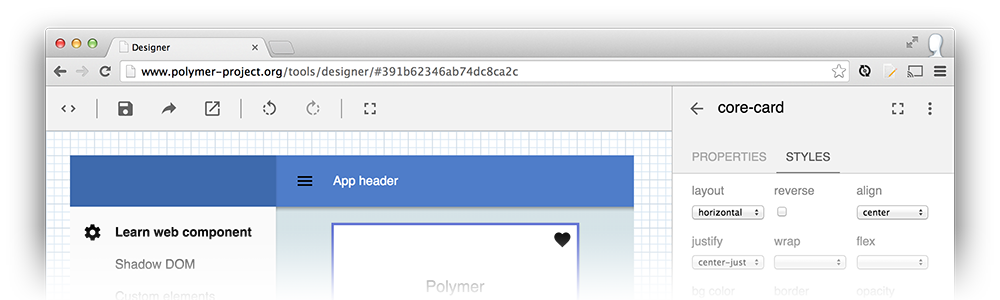 Designer
www.polymer-project.org/tools/designer/#391b62346ab74dc8ca2c
core-card
PROPERTIES STYLES
App header
layout reverse align
horizontal center
Learn web component
justify wrap flex
Shadow DOM
center-just
Polymer
Custom elements
bg color border opacity